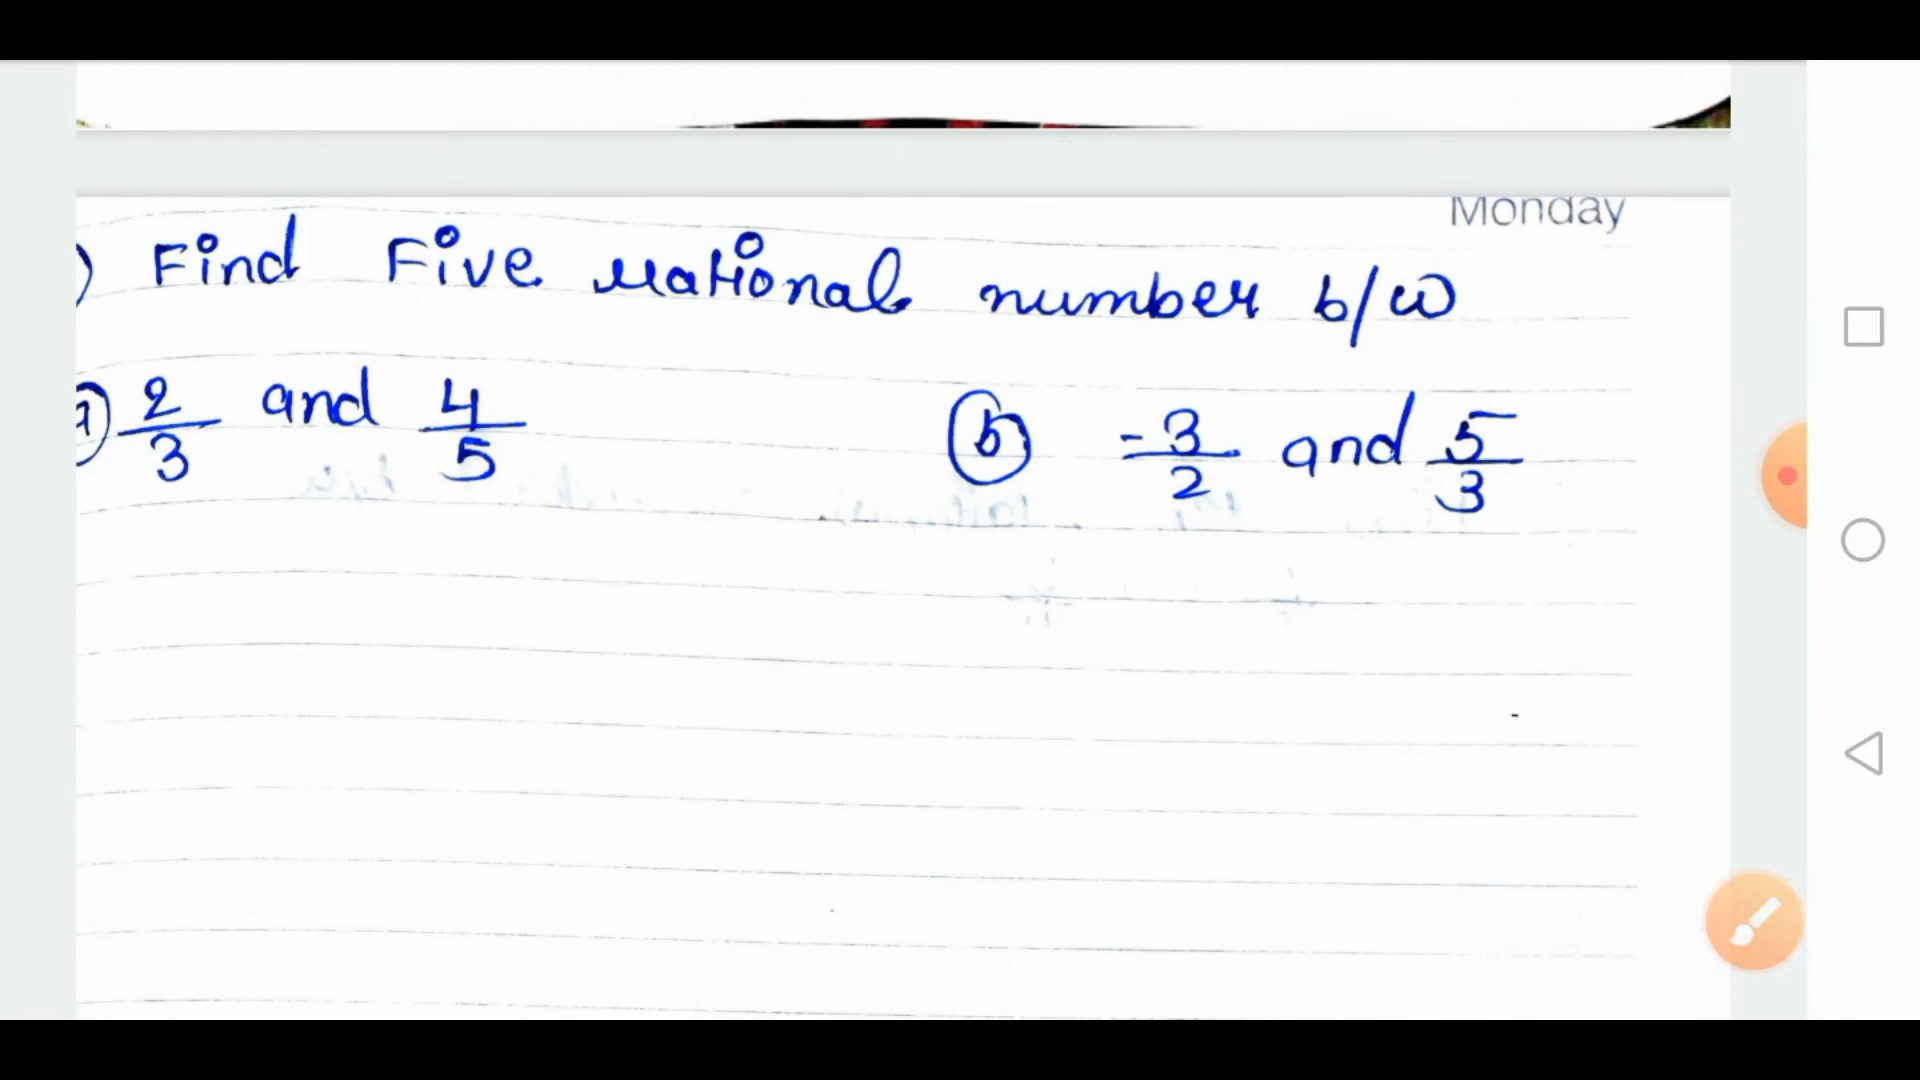 Monday
) Find Five rational number b/w
a) 2/3 and 4/5 (b) -3/2 and 5/3